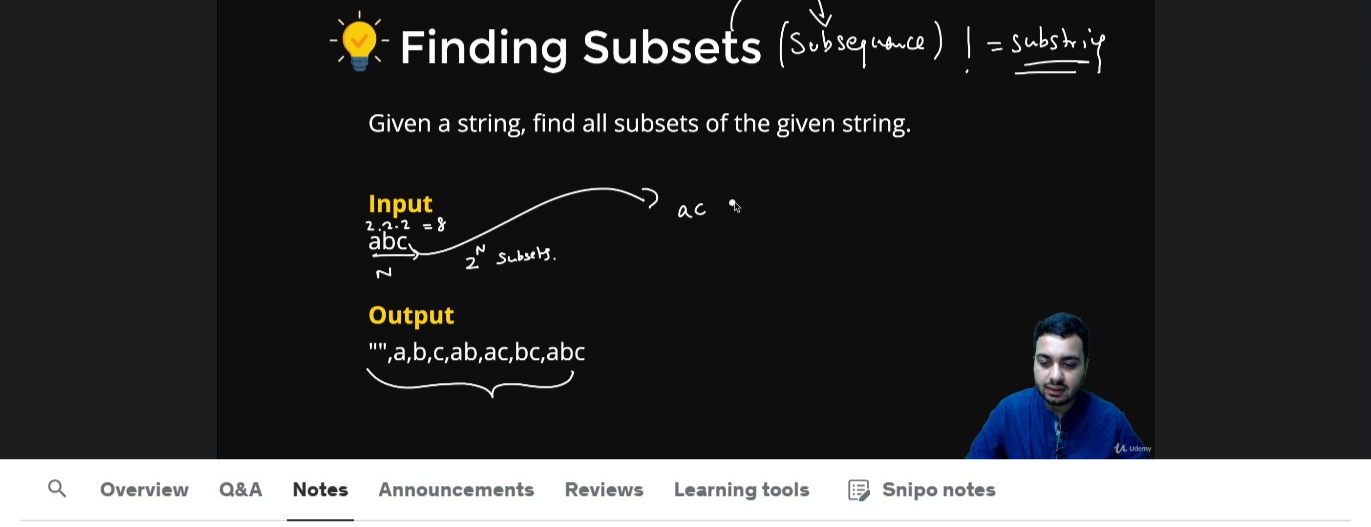 Finding Subsets (Subsequence) != substring
Given a string, find all subsets of the given string.
Input
2.2.2 = 8
abc
ac
N
2^N Subsets.
Output
"",a,b,c,ab,ac,bc,abc
Udemy
Overview Q&A Notes Announcements Reviews Learning tools Snipo notes